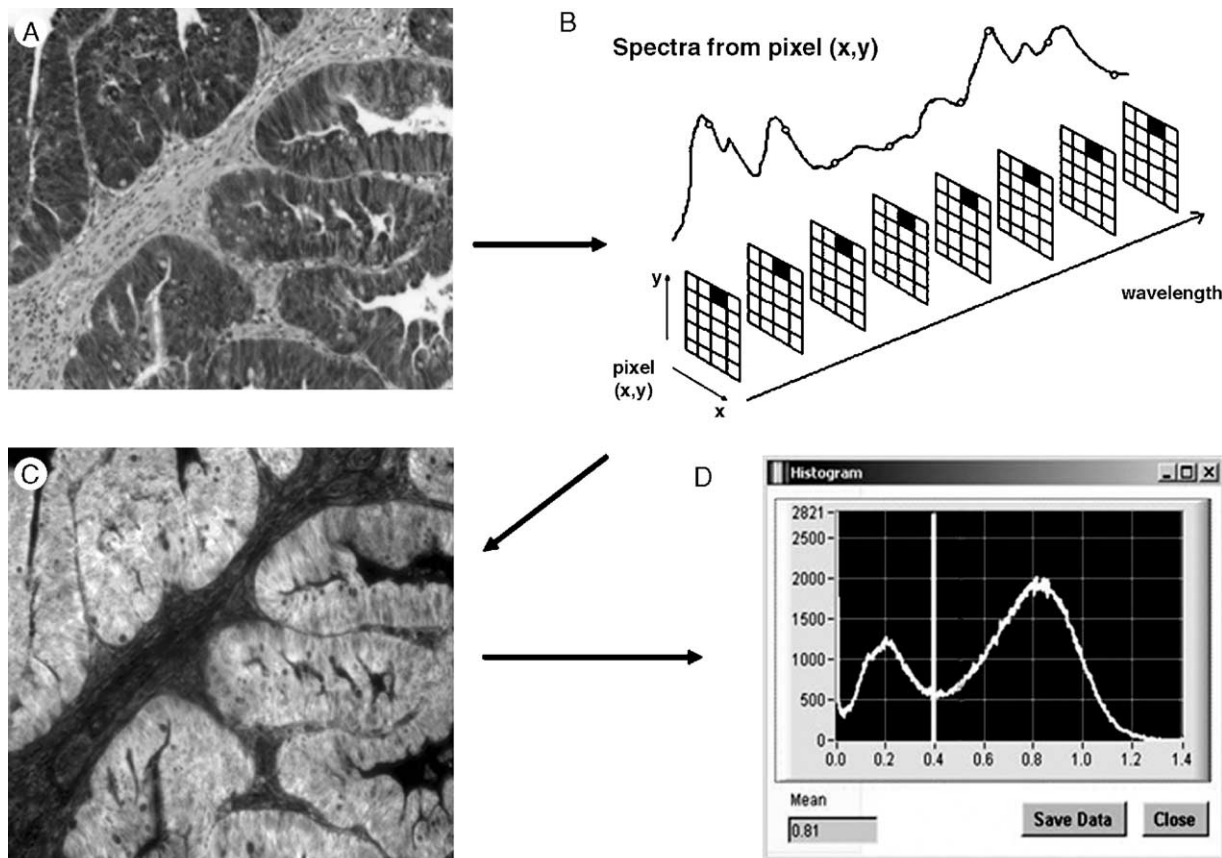 A
B
Spectra from pixel (x,y)
y
pixel
(x,y)
x
wavelength
C
D
Histogram
2821
2500
2000
1500
1000
500
0
0.0 0.2 0.4 0.6 0.8 1.0 1.2 1.4
Mean
0.81
Save Data
Close